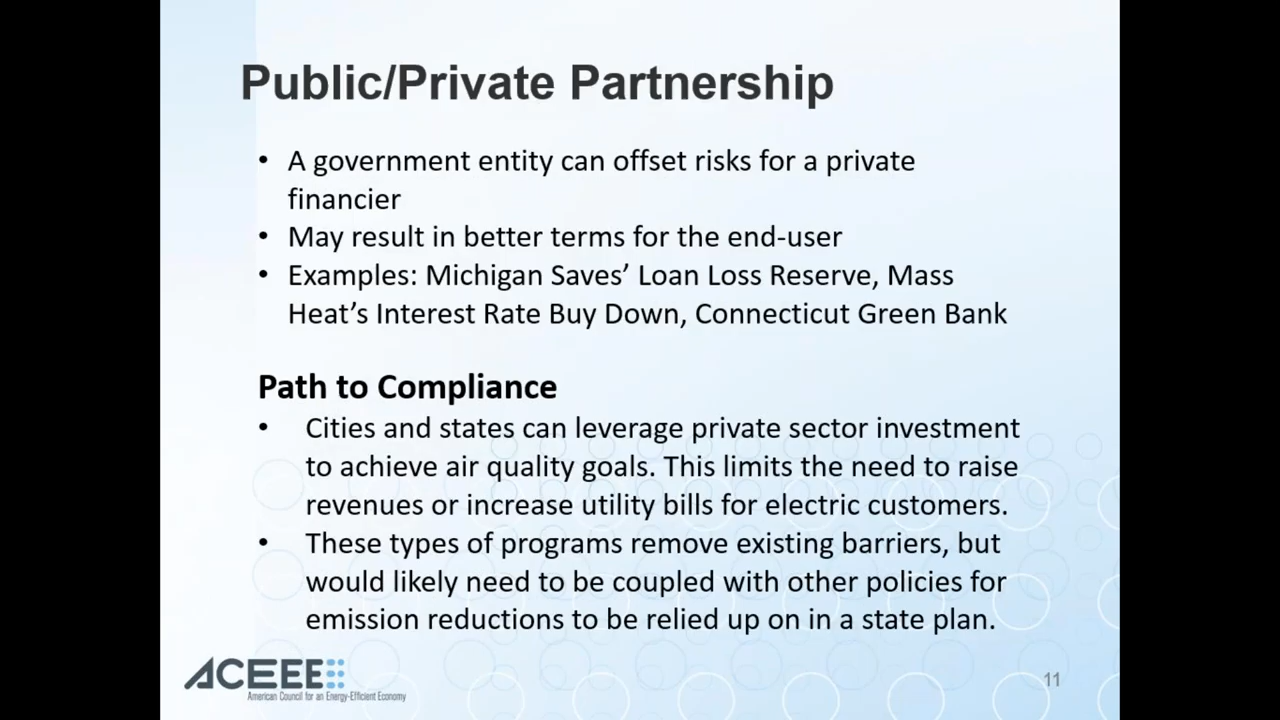 Public/Private Partnership
• A government entity can offset risks for a private
financier
• May result in better terms for the end-user
• Examples: Michigan Saves’ Loan Loss Reserve, Mass
Heat’s Interest Rate Buy Down, Connecticut Green Bank
Path to Compliance
• Cities and states can leverage private sector investment
to achieve air quality goals. This limits the need to raise
revenues or increase utility bills for electric customers.
• These types of programs remove existing barriers, but
would likely need to be coupled with other policies for
emission reductions to be relied up on in a state plan.
ACEEE
American Council for an Energy-Efficient Economy
11